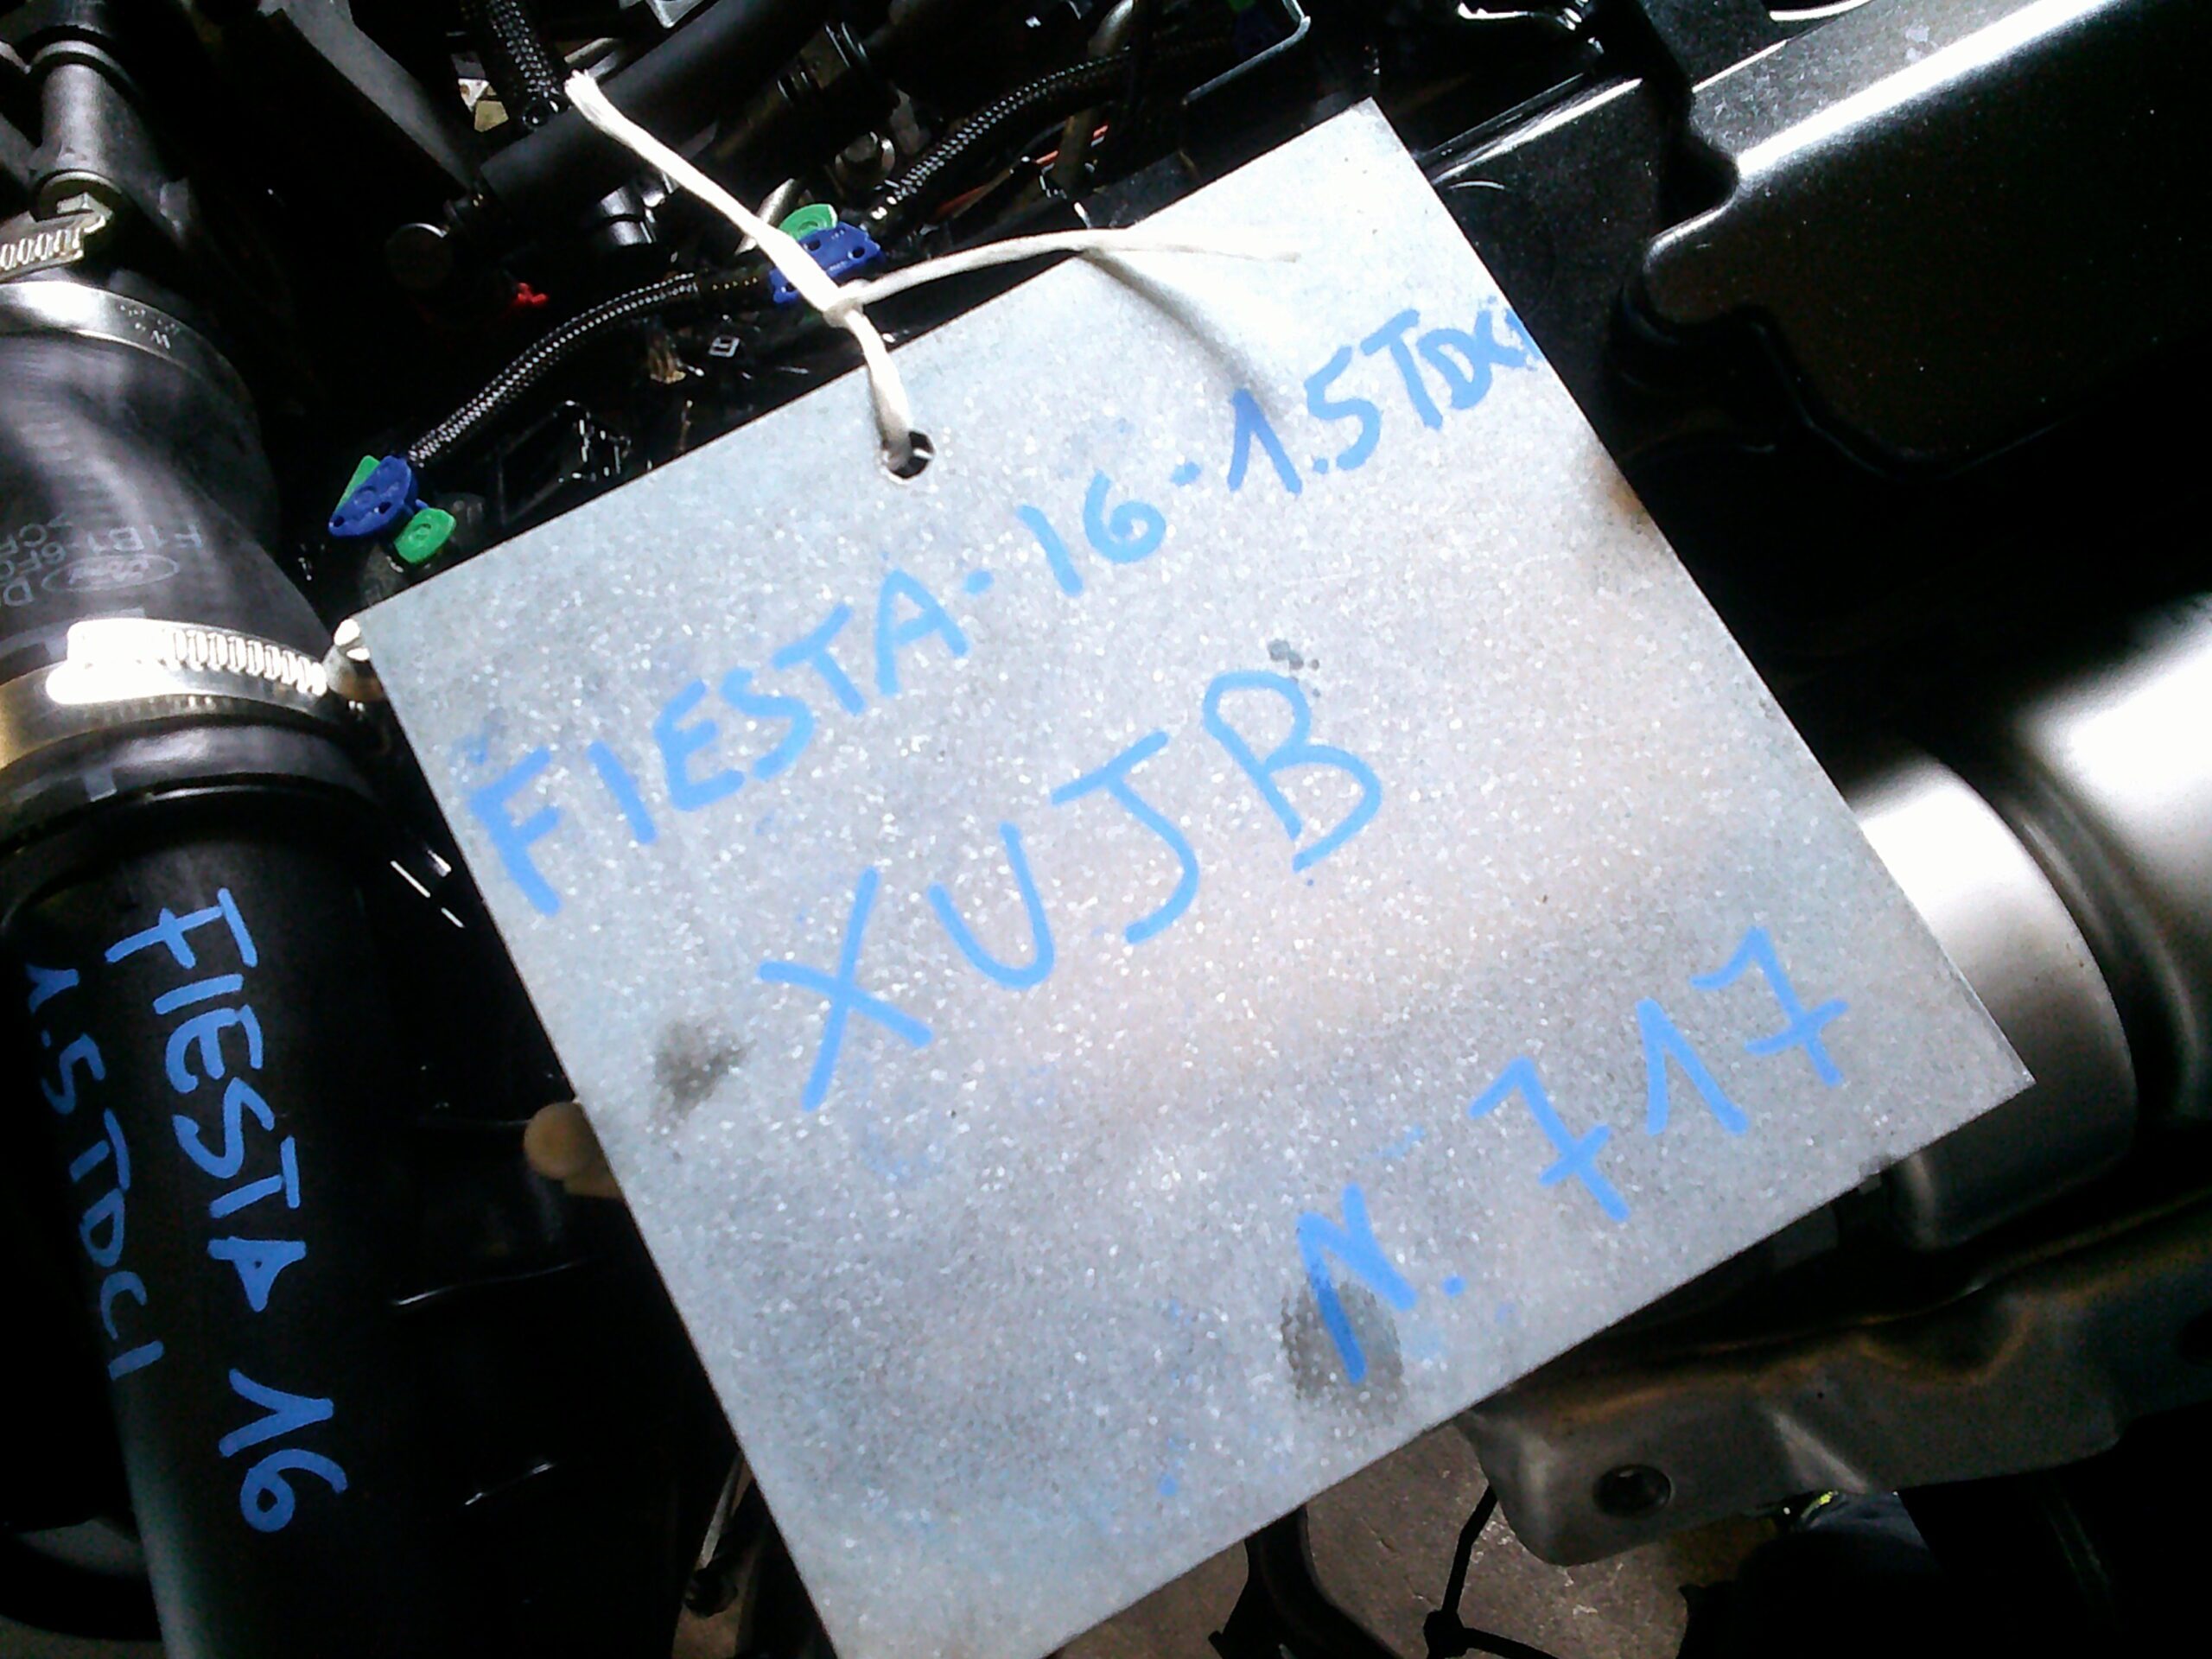 FIESTA-16-1.5TDCI
XUJB
N. 717
FIESTA 16
1.5TDCI